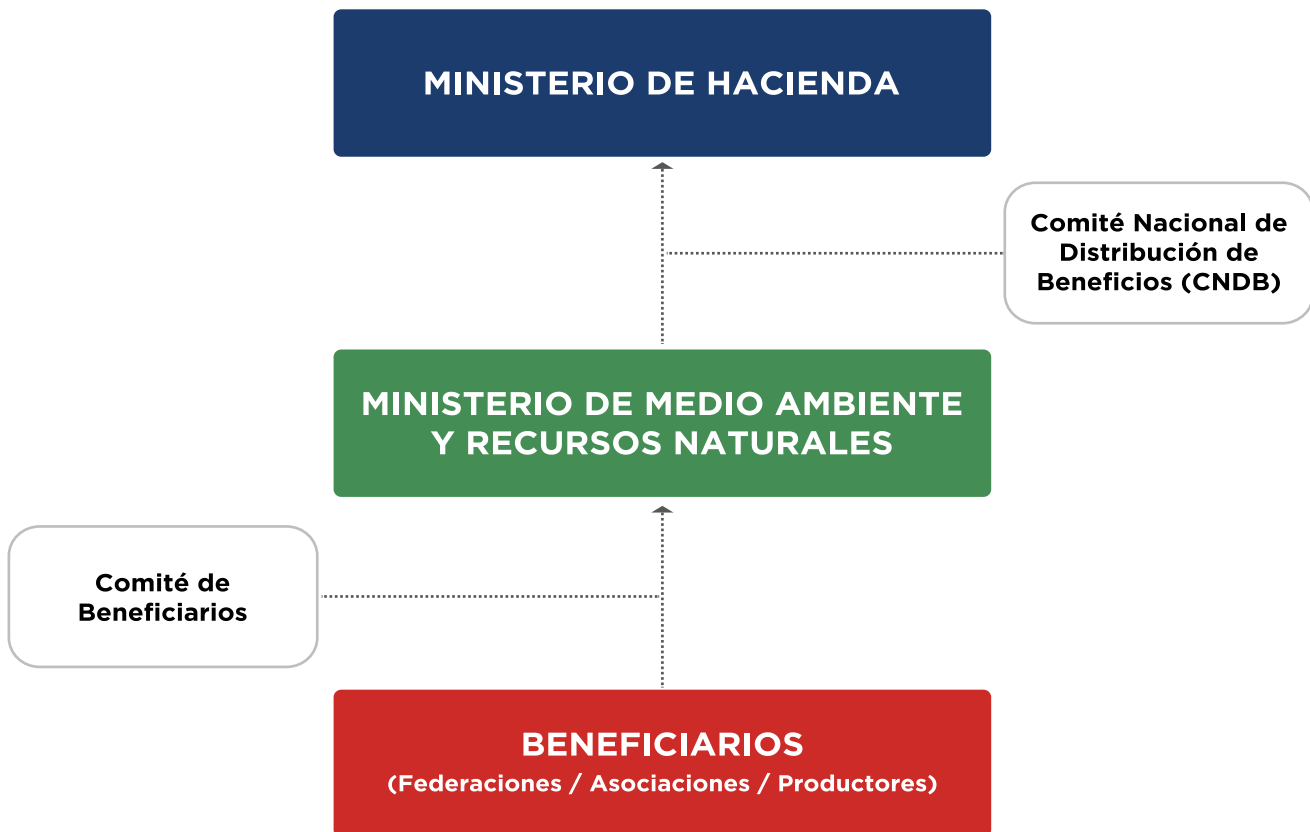 MINISTERIO DE HACIENDA
Comité Nacional de
Distribución de
Beneficios (CNDB)
MINISTERIO DE MEDIO AMBIENTE
Y RECURSOS NATURALES
Comité de
Beneficiarios
BENEFICIARIOS
(Federaciones / Asociaciones / Productores)